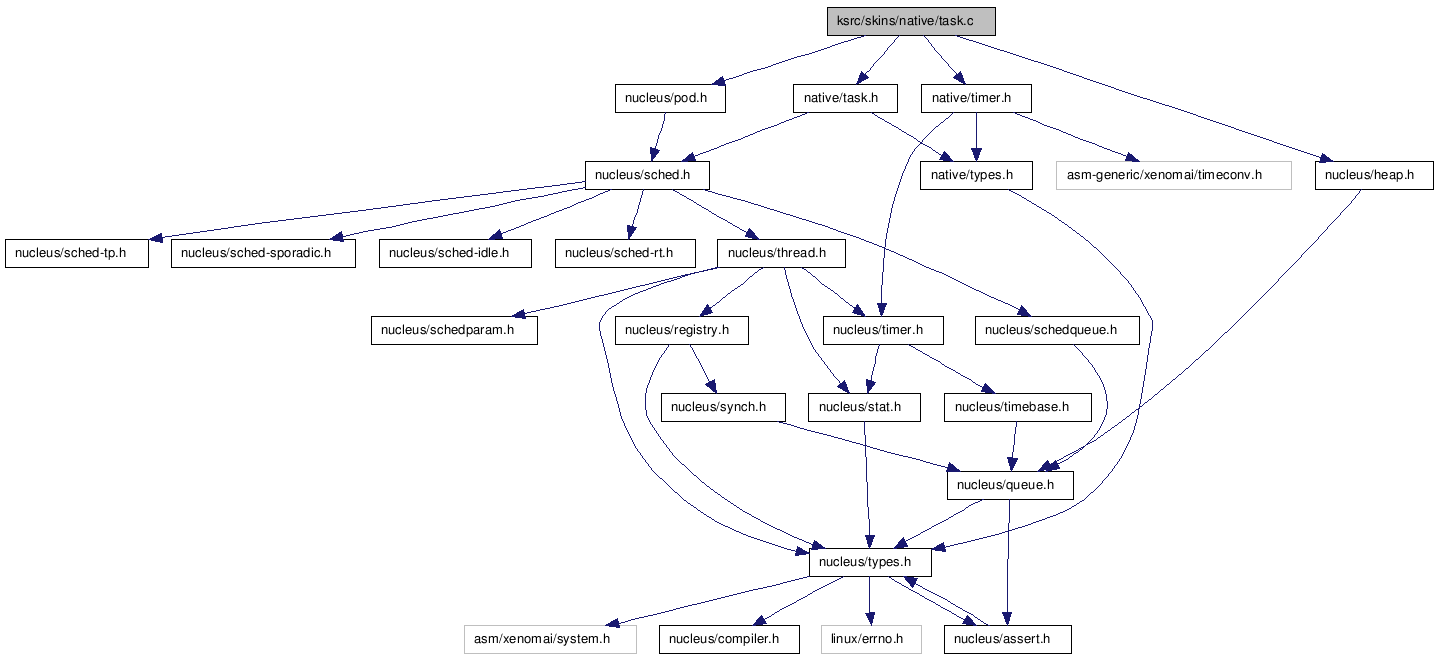 ksrc/skins/native/task.c
nucleus/pod.h
native/task.h
native/timer.h
nucleus/sched.h
native/types.h
asm-generic/xenomai/timeconv.h
nucleus/heap.h
nucleus/sched-tp.h
nucleus/sched-sporadic.h
nucleus/sched-idle.h
nucleus/sched-rt.h
nucleus/thread.h
nucleus/schedparam.h
nucleus/registry.h
nucleus/timer.h
nucleus/schedqueue.h
nucleus/synch.h
nucleus/stat.h
nucleus/timebase.h
nucleus/queue.h
nucleus/types.h
asm/xenomai/system.h
nucleus/compiler.h
linux/errno.h
nucleus/assert.h